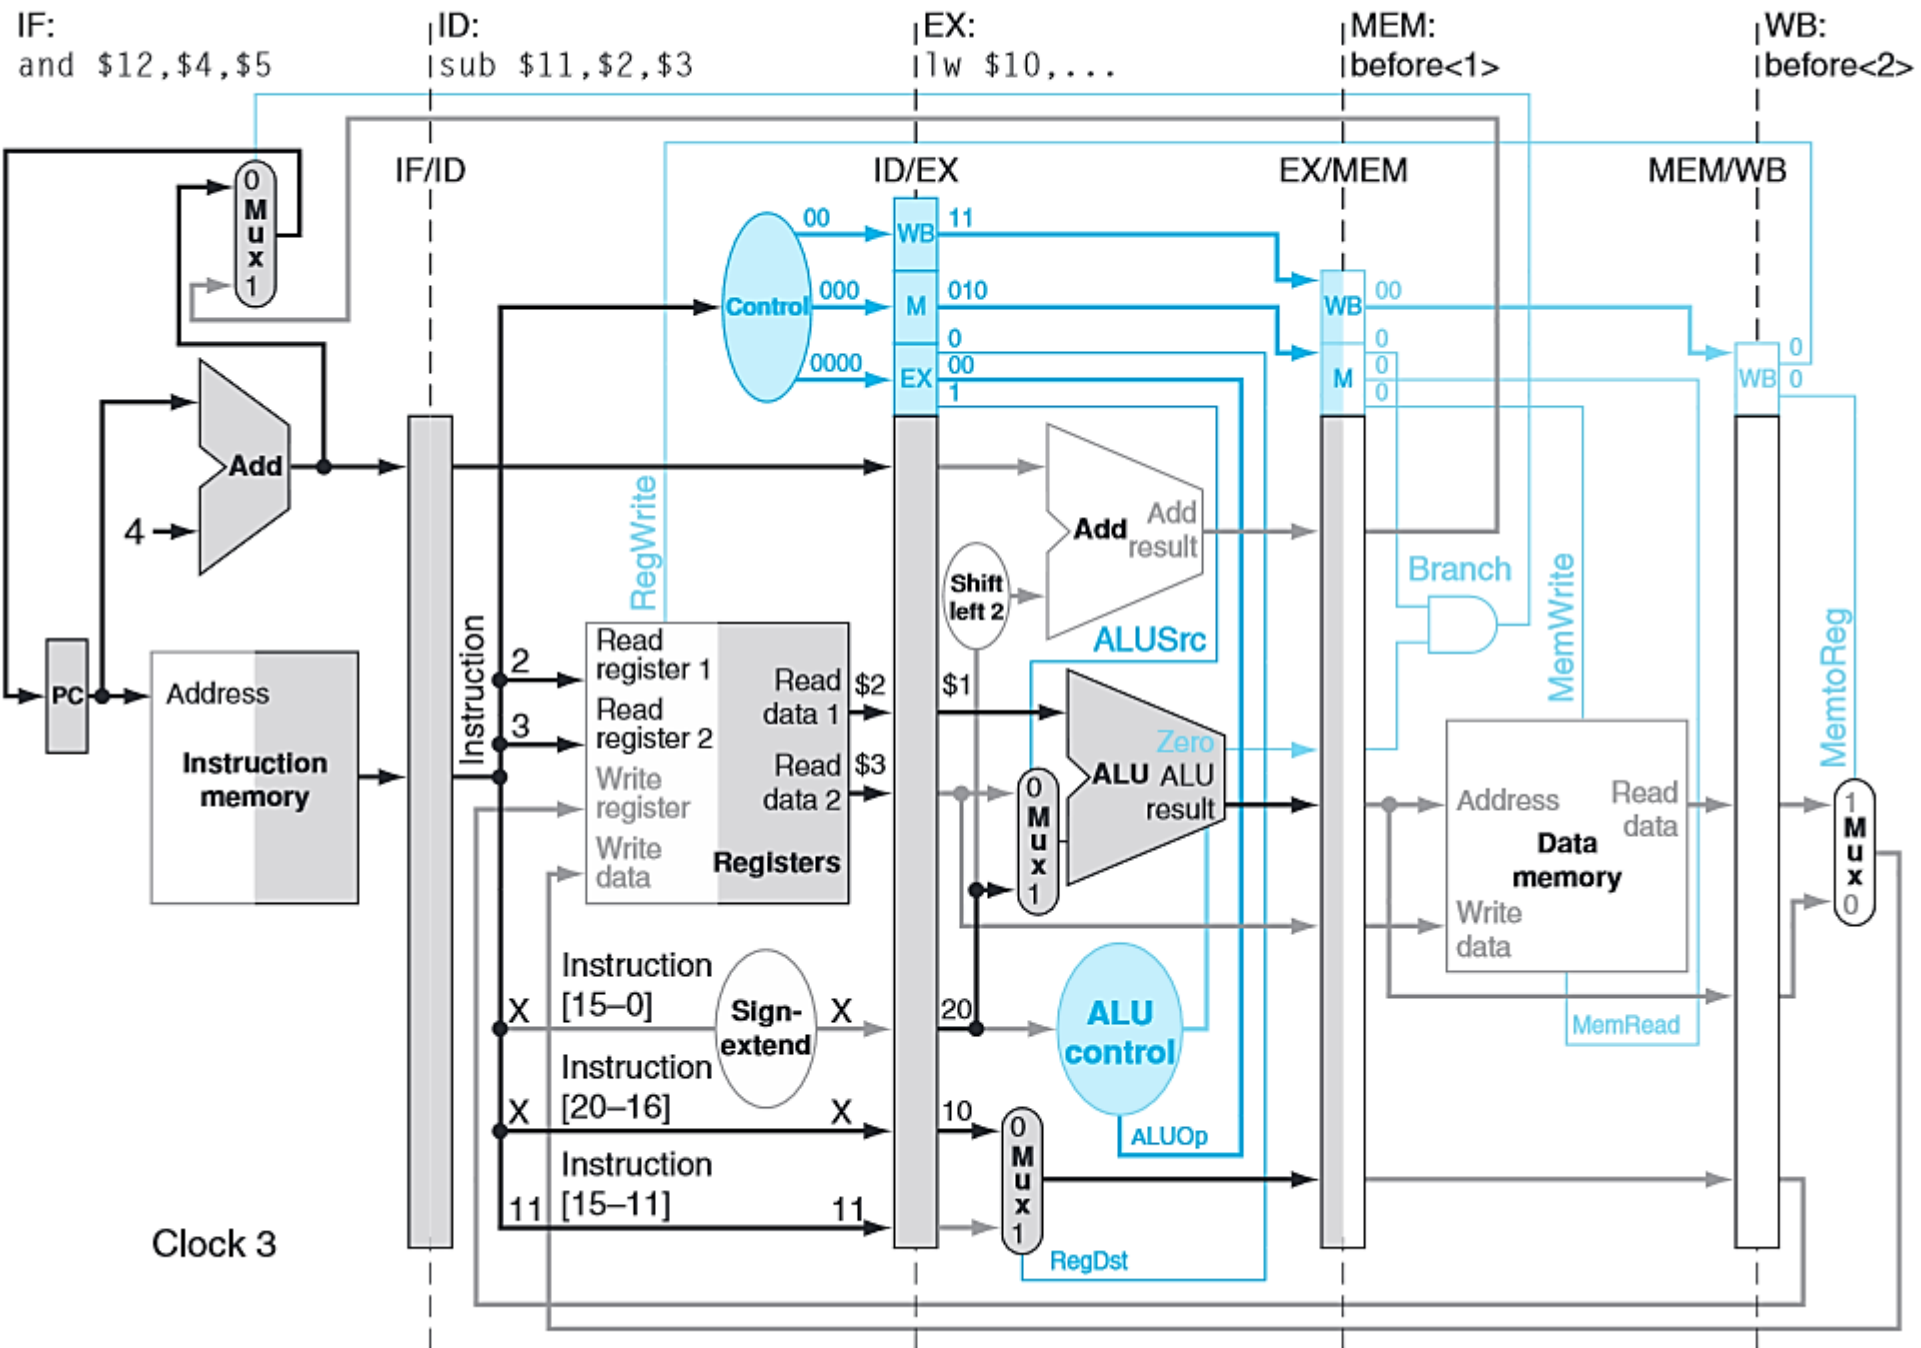 IF:
and $12,$4,$5
ID:
sub $11,$2,$3
EX:
lw $10,...
MEM:
before<1>
WB:
before<2>
IF/ID
ID/EX
EX/MEM
MEM/WB
0
Mux
1
Add
4
PC
Address
Instruction
memory
Instruction
RegWrite
Control
00
000
0000
WB
M
EX
11
010
0
00
1
WB
M
00
0
0
0
WB
0
0
2
3
Read
register 1
Read
register 2
Write
register
Write
data
Read
data 1
Read
data 2
Registers
$2
$3
$1
Shift
left 2
Add
Add
result
ALUSrc
0
Mux
1
ALU
Zero
ALU
result
Branch
MemWrite
Address
Read
data
Data
memory
Write
data
MemRead
MemtoReg
1
Mux
0
X
Instruction
[15–0]
Sign-
extend
X
20
ALU
control
ALUOp
X
Instruction
[20–16]
X
10
11
Instruction
[15–11]
11
0
Mux
1
RegDst
Clock 3